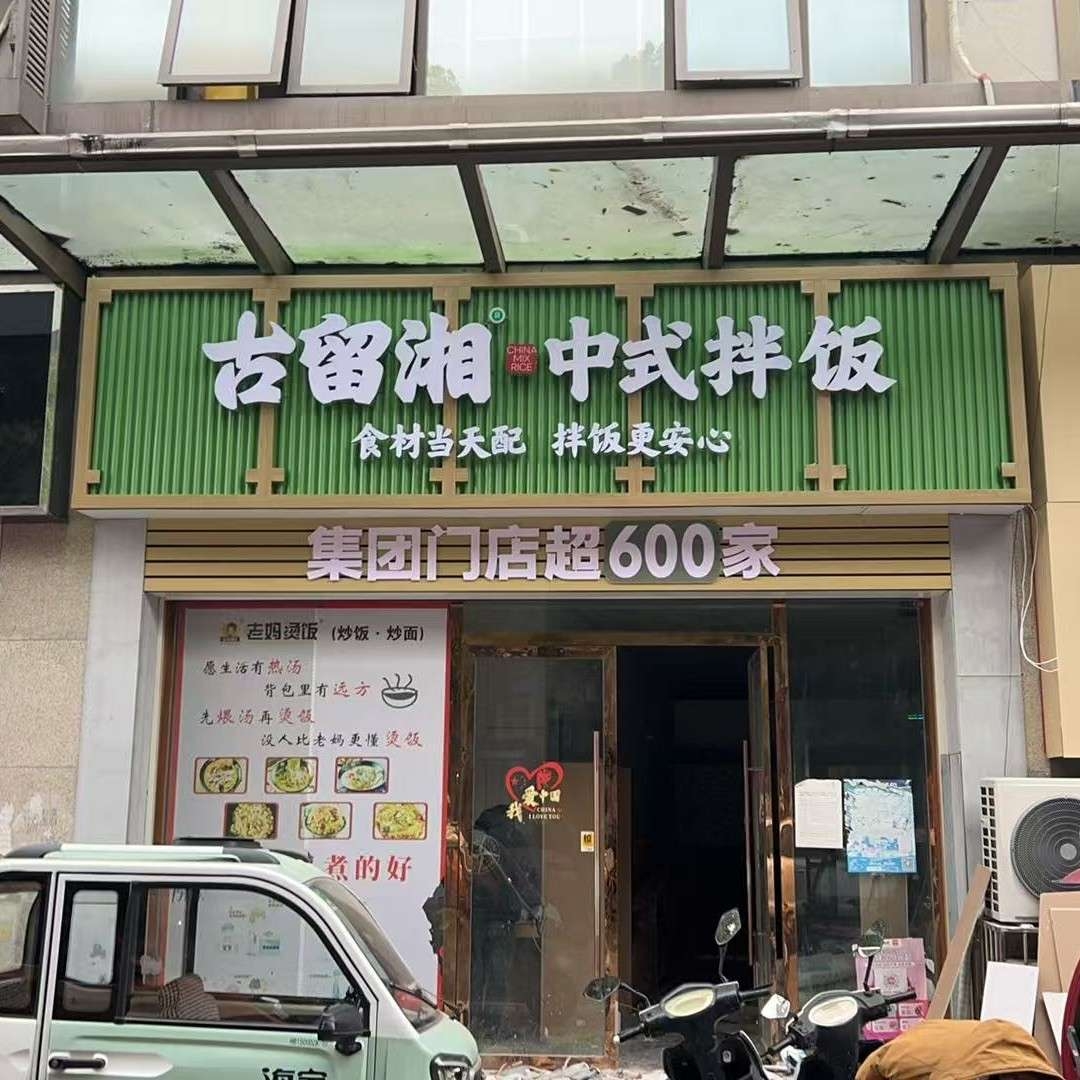 古留湘 CHINA MIX RICE 中式拌饭
食材当天配 拌饭更安心
集团门店超600家
老妈烫饭 (炒饭·炒面)
愿生活有热汤
背包里有远方
先煨汤再烫饭
没人比老妈更懂烫饭
煮的好
我爱中国
CHINA
I LOVE YOU